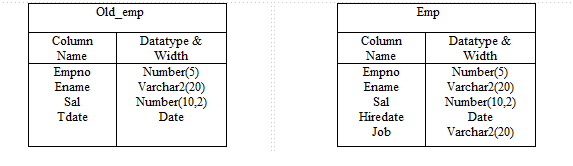 Old_emp
Column Name
Datatype & Width
Empno Number(5)
Ename Varchar2(20)
Sal Number(10,2)
Tdate Date
Emp
Column Name
Datatype & Width
Empno Number(5)
Ename Varchar2(20)
Sal Number(10,2)
Hiredate Date
Job Varchar2(20)